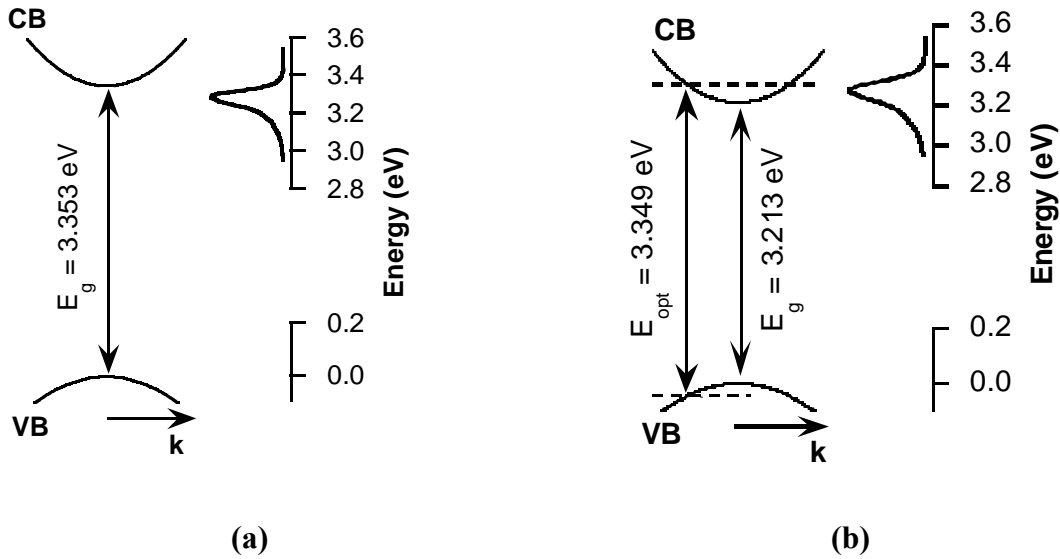 CB
3.6
3.4
3.2
3.0
2.8
0.2
0.0
Energy (eV)
E_g = 3.353 eV
VB
k
(a)
CB
3.6
3.4
3.2
3.0
2.8
0.2
0.0
Energy (eV)
E_opt = 3.349 eV
E_g = 3.213 eV
VB
k
(b)